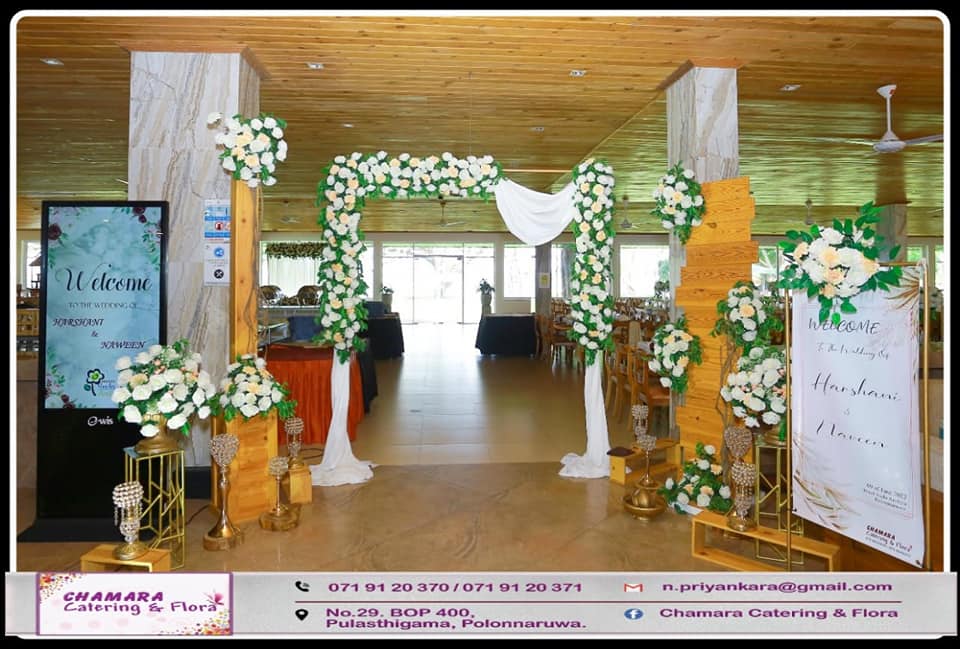 Welcome
TO THE WEDDING OF
HARSHANI
&
NAWEEN
e-wis
WELCOME
To The Wedding Of
Harshani
&
Naween
CHAMARA
Catering & Flora
CHAMARA
Catering & Flora
071 91 20 370 / 071 91 20 371
n.priyankara@gmail.com
No.29. BOP 400,
Pulasthigama, Polonnaruwa.
Chamara Catering & Flora